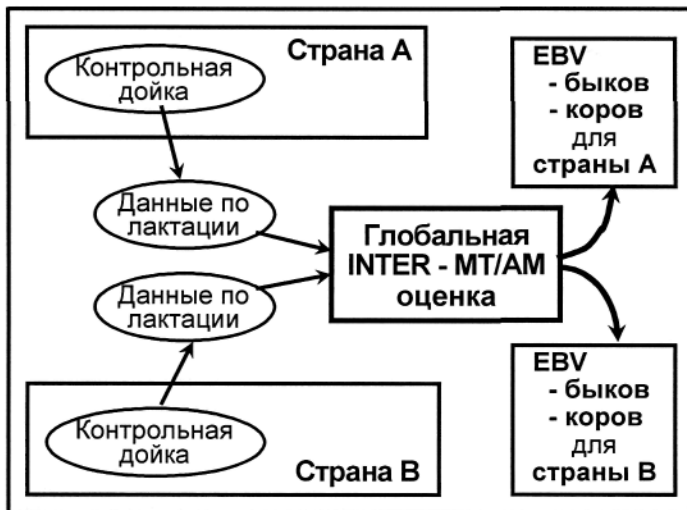 Страна А
Контрольная
дойка
Данные по
лактации
Данные по
лактации
Контрольная
дойка
Страна В
Глобальная
INTER - MT/AM
оценка
EBV
- быков
- коров
для
страны А
EBV
- быков
- коров
для
страны В